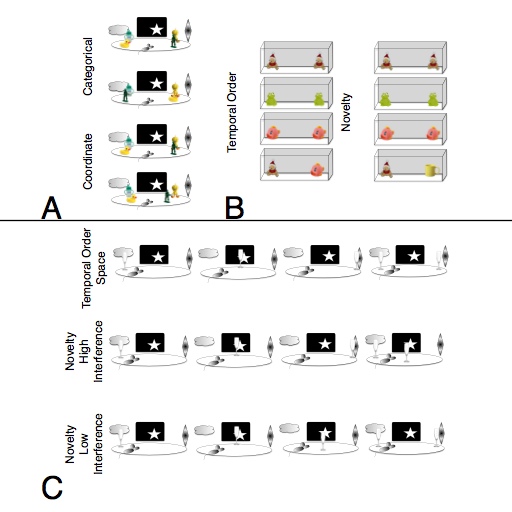 Categorical
Coordinate
A
Temporal Order
Novelty
B
Temporal Order
Space
Novelty
High
Interference
Novelty
Low
Interference
C